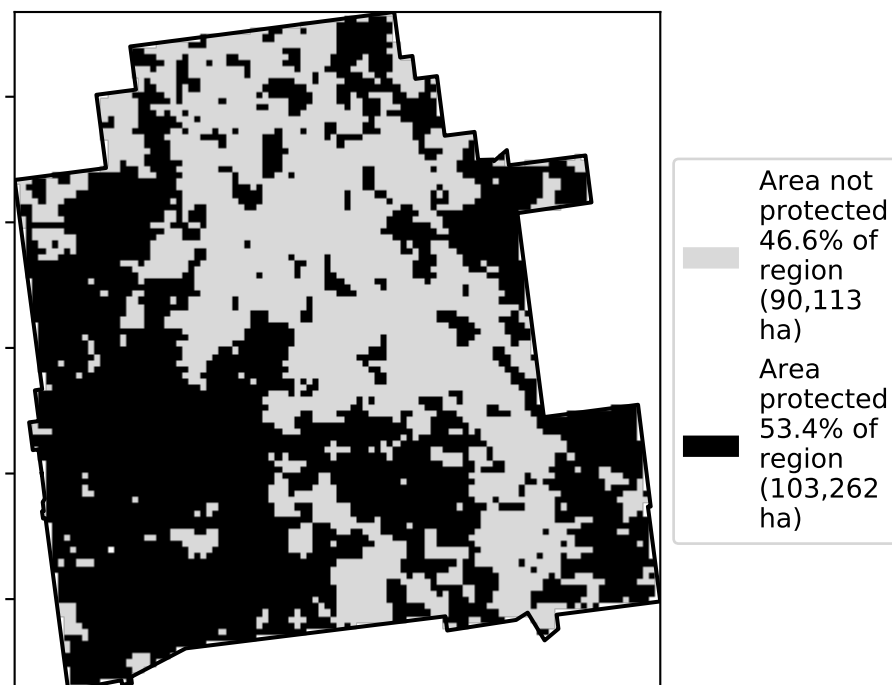 Area not
protected
46.6% of
region
(90,113
ha)
Area
protected
53.4% of
region
(103,262
ha)